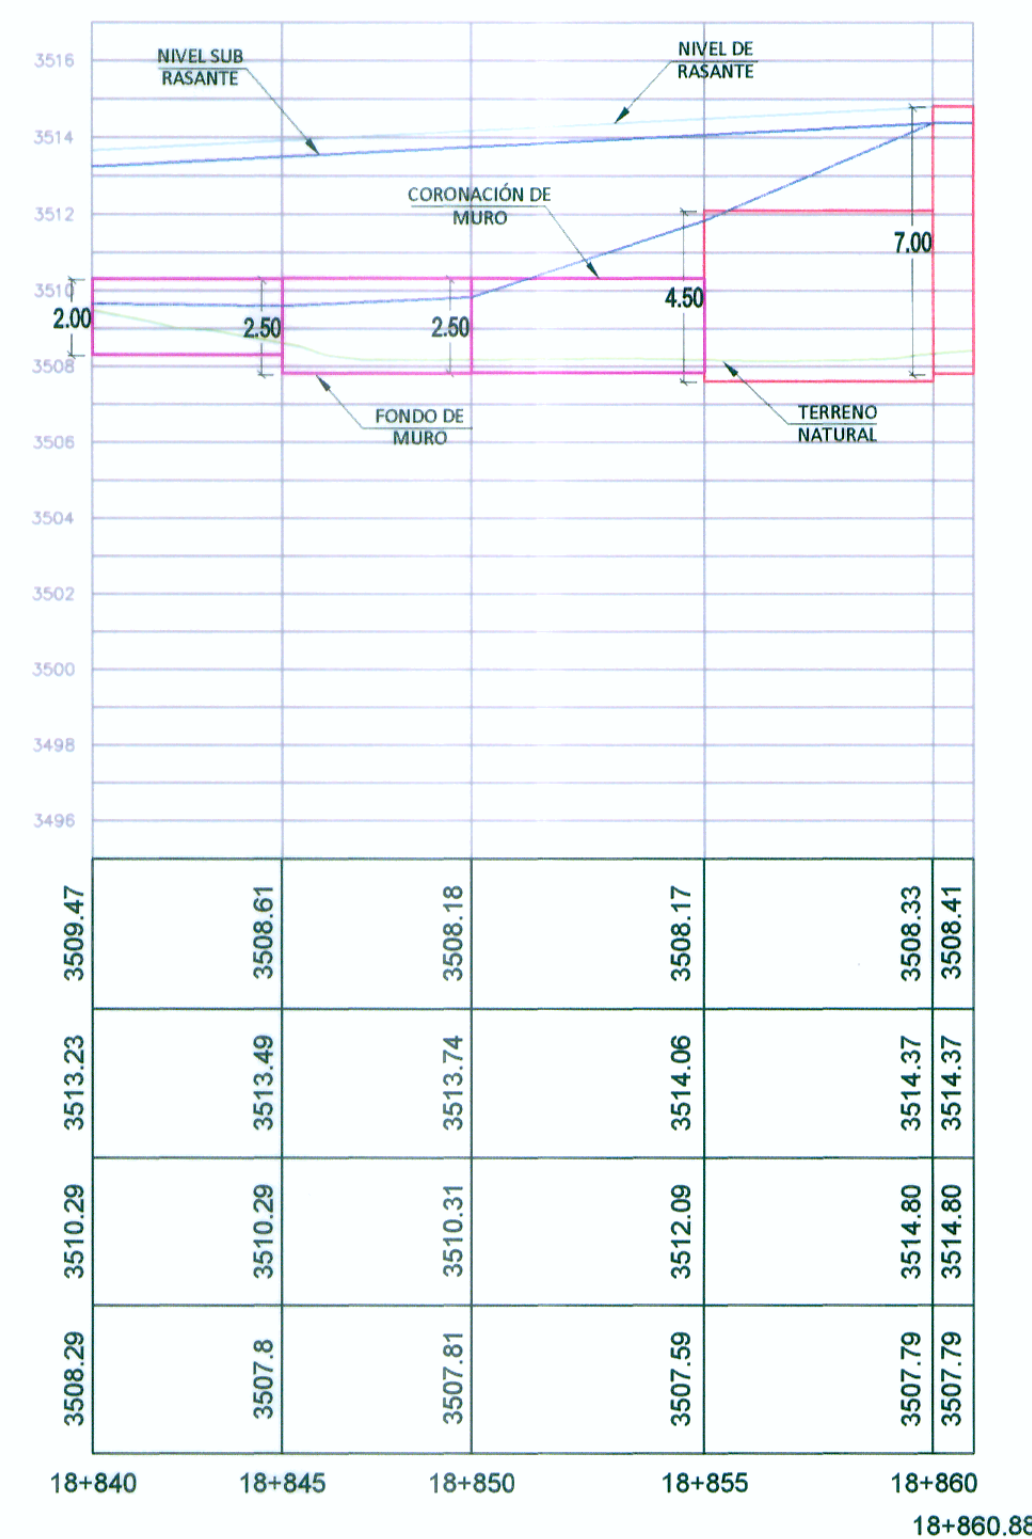 3516
NIVEL SUB
RASANTE
NIVEL DE
RASANTE
3514
3512
CORONACIÓN DE
MURO
7.00
3510
2.00
2.50
2.50
4.50
3508
FONDO DE
MURO
TERRENO
NATURAL
3506
3504
3502
3500
3498
3496
3509.47 3508.61 3508.18 3508.17 3508.33 3508.41
3513.23 3513.49 3513.74 3514.06 3514.37 3514.37
3510.29 3510.29 3510.31 3512.09 3514.80 3514.80
3508.29 3507.8 3507.81 3507.59 3507.79 3507.79
18+840 18+845 18+850 18+855 18+860
18+860.88